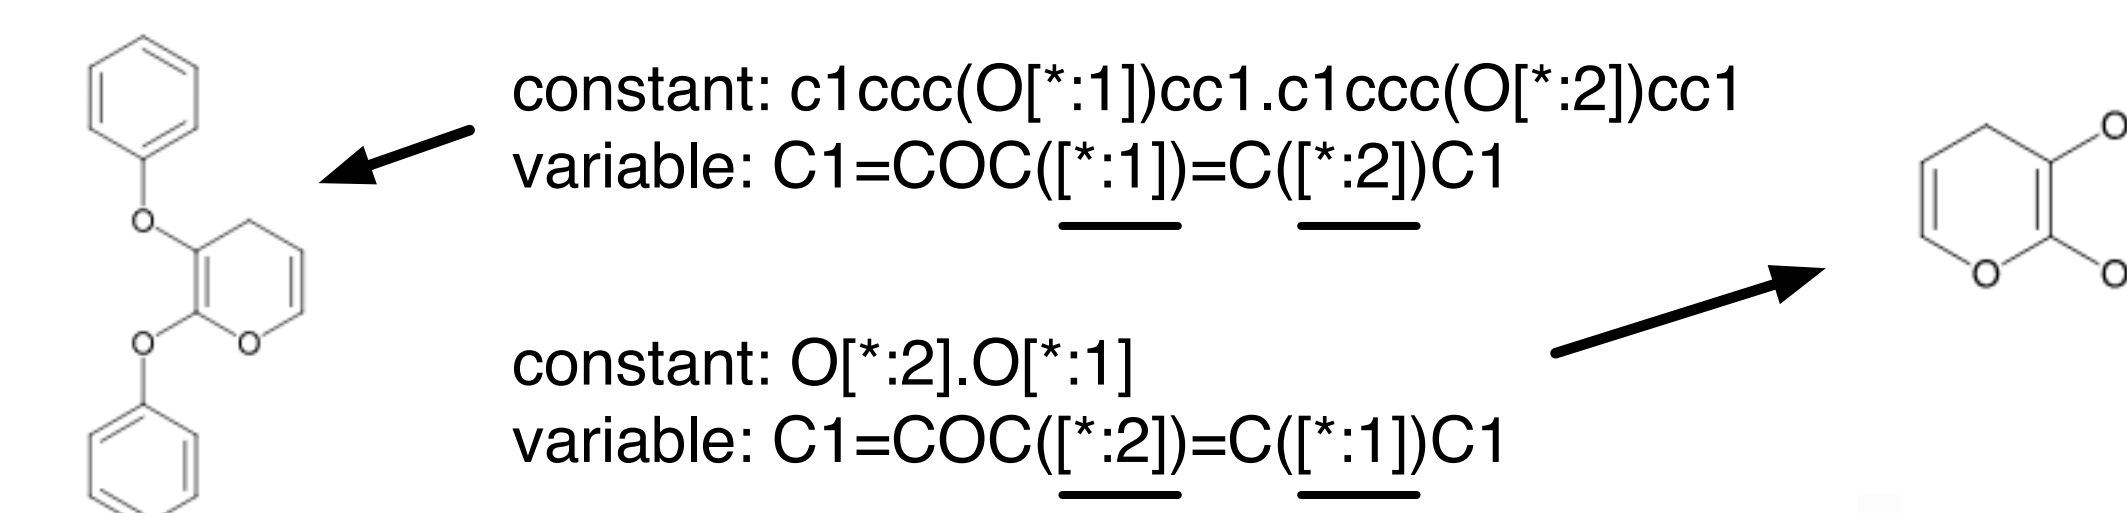 constant: c1ccc(O[*:1])cc1.c1ccc(O[*:2])cc1
variable: C1=COC([*:1])=C([*:2])C1
constant: O[*:2].O[*:1]
variable: C1=COC([*:2])=C([*:1])C1
O
O
O
O
O
O